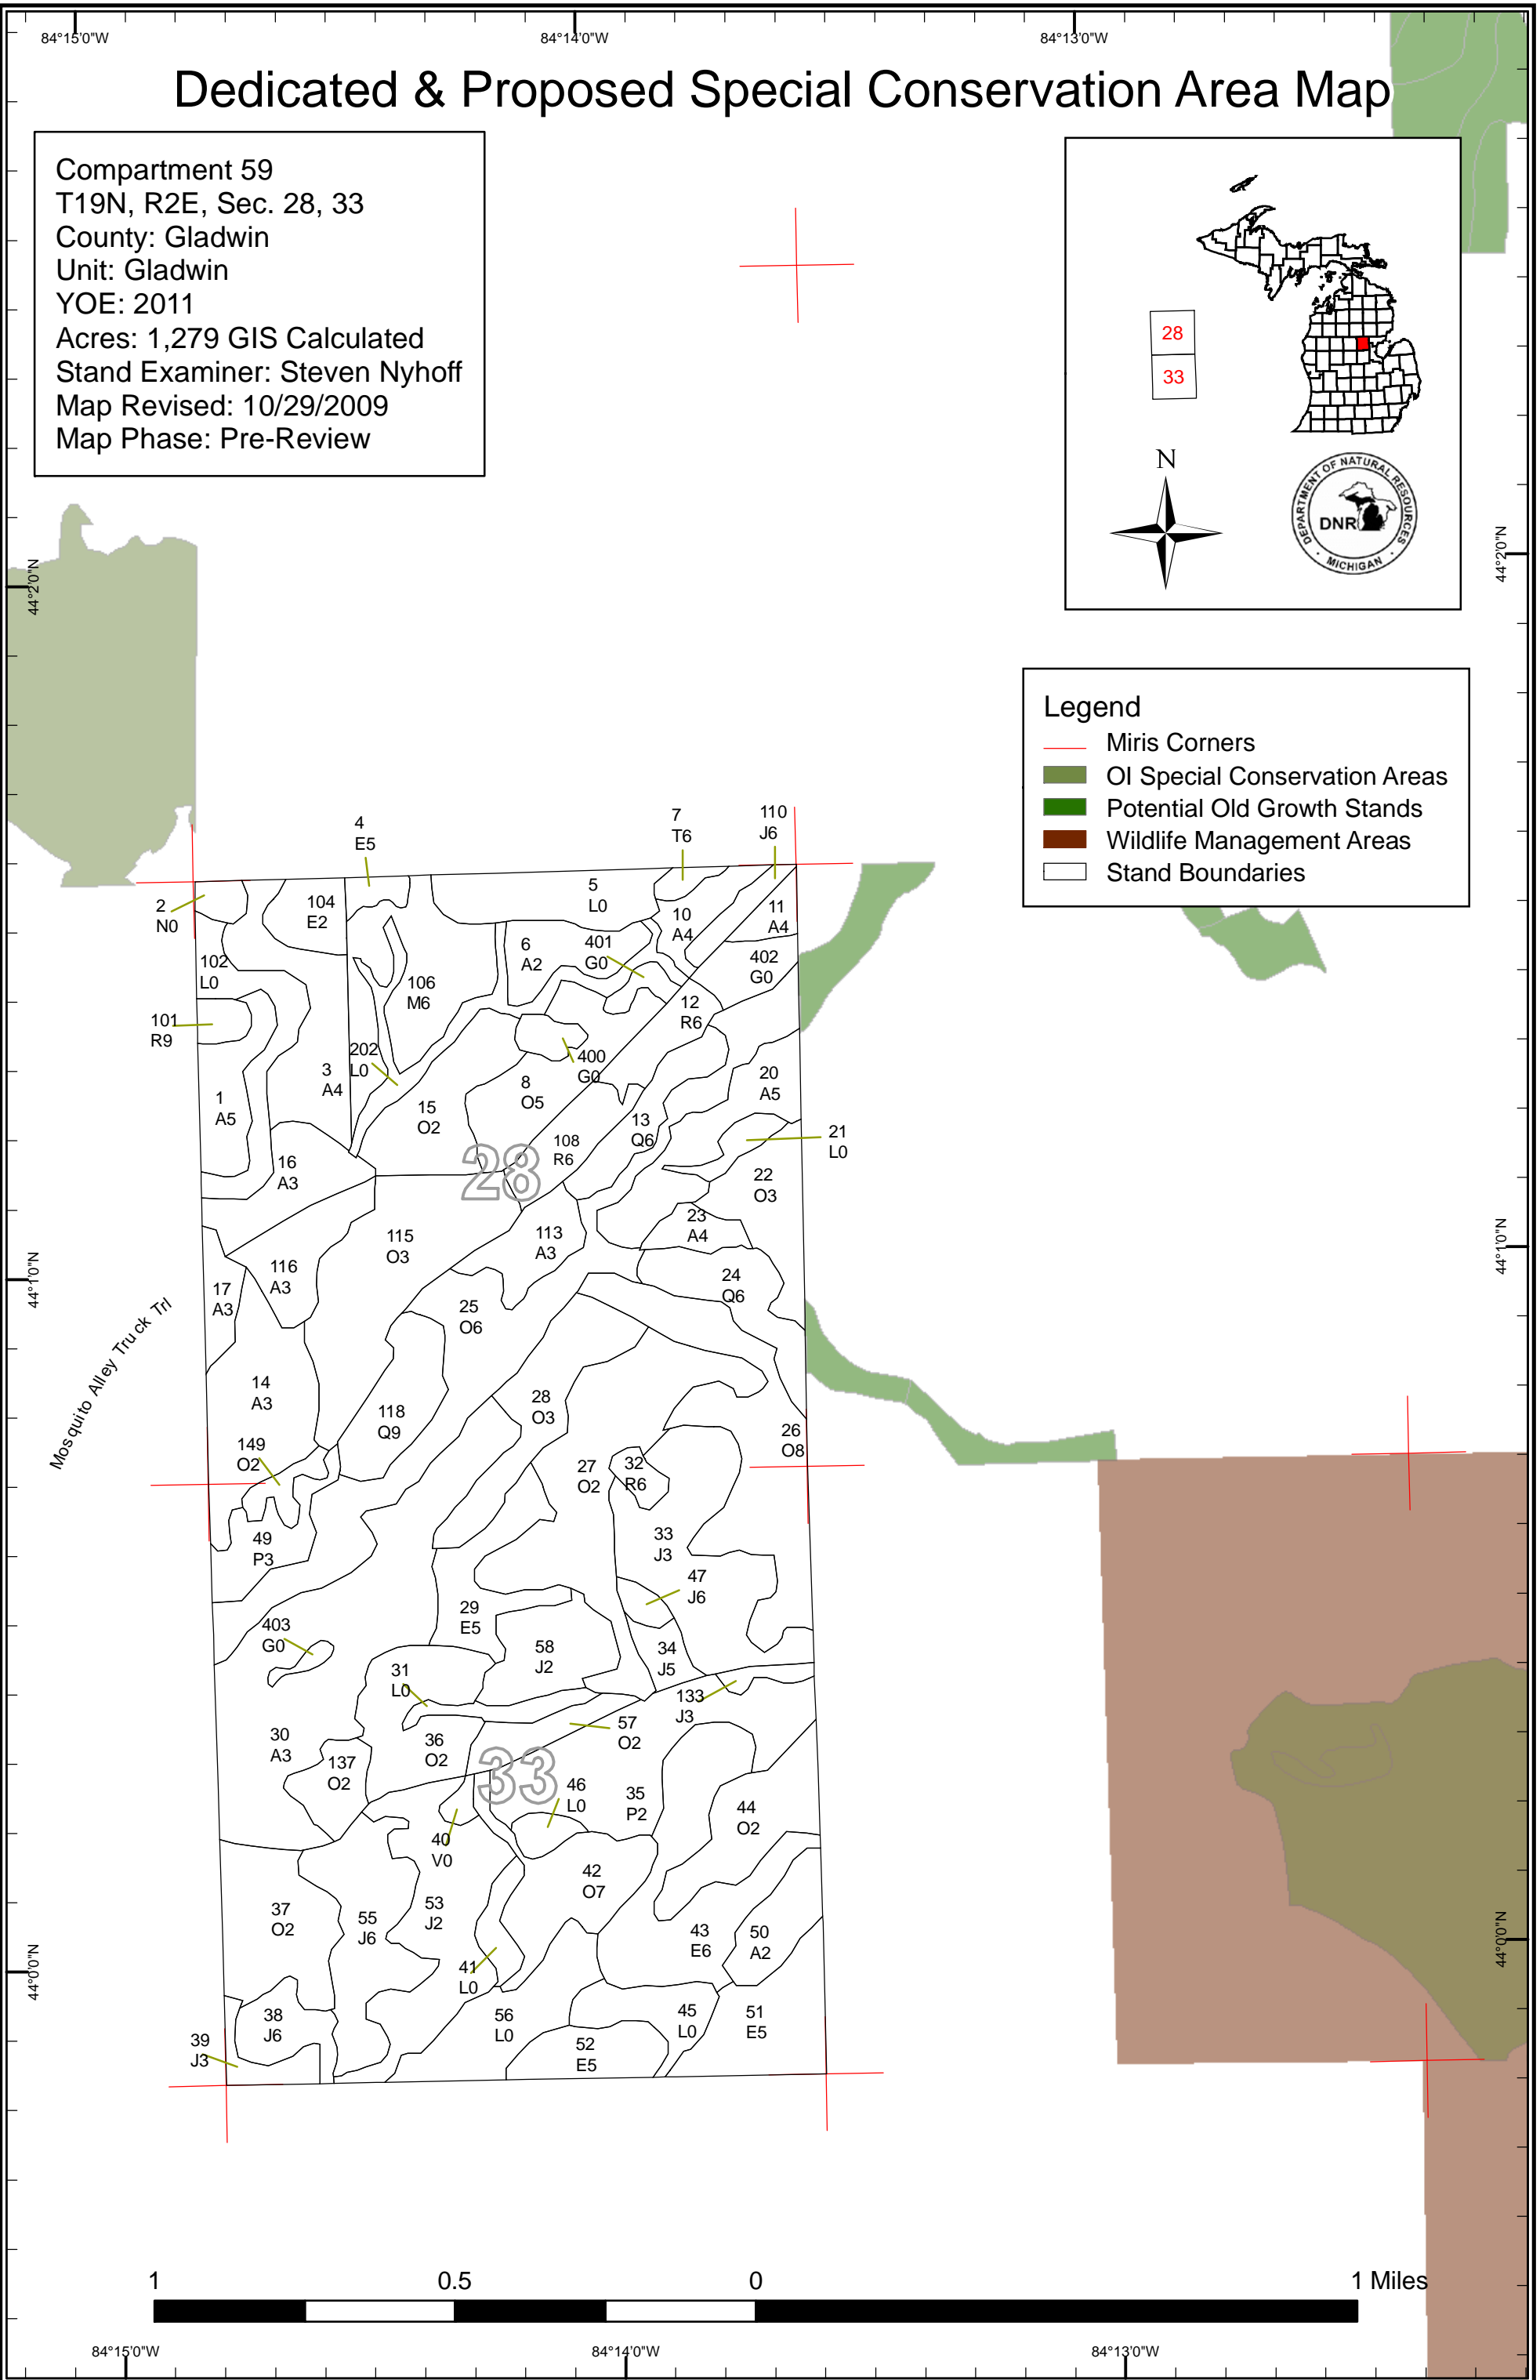 84°15'0"W
84°14'0"W
84°13'0"W
Dedicated & Proposed Special Conservation Area Map
Compartment 59
T19N, R2E, Sec. 28, 33
County: Gladwin
Unit: Gladwin
YOE: 2011
Acres: 1,279 GIS Calculated
Stand Examiner: Steven Nyhoff
Map Revised: 10/29/2009
Map Phase: Pre-Review
28
33
N
DEPARTMENT OF NATURAL RESOURCES
DNR
MICHIGAN
44°2'0"N
44°2'0"N
Legend
Miris Corners
OI Special Conservation Areas
Potential Old Growth Stands
Wildlife Management Areas
Stand Boundaries
4
E5
7
T6
110
J6
2
N0
104
E2
5
L0
10
A4
11
A4
102
L0
6
A2
401
G0
402
G0
106
M6
12
R6
101
R9
202
L0
400
G0
3
A4
8
O5
20
A5
1
A5
15
O2
13
Q6
21
L0
108
R6
28
16
A3
22
O3
23
A4
115
O3
113
A3
116
A3
24
Q6
17
A3
25
O6
44°1'0"N
44°1'0"N
Mosquito Alley Truck Trl
14
A3
28
O3
118
Q9
26
O8
149
O2
27
O2
32
R6
49
P3
33
J3
47
J6
29
E5
403
G0
58
J2
34
J5
31
L0
133
J3
30
A3
36
O2
57
O2
137
O2
33
46
L0
35
P2
44
O2
40
V0
42
O7
37
O2
55
J6
53
J2
43
E6
50
A2
41
L0
44°0'0"N
44°0'0"N
38
J6
56
L0
45
L0
51
E5
39
J3
52
E5
1
0.5
0
1 Miles
84°15'0"W
84°14'0"W
84°13'0"W